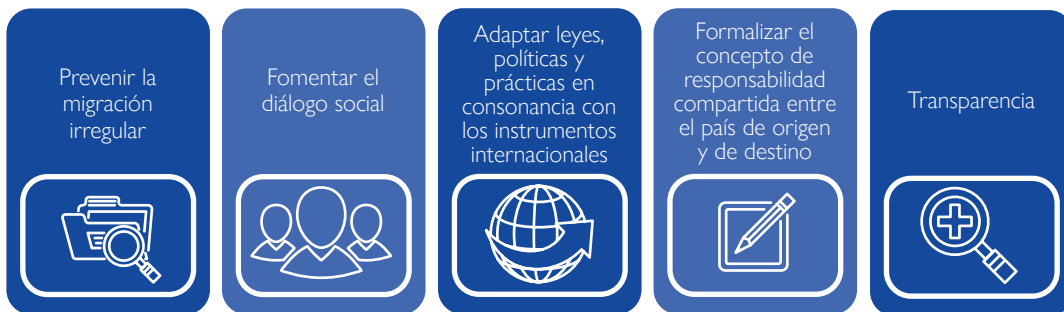 Prevenir la
migración
irregular
Fomentar el
diálogo social
Adaptar leyes,
políticas y
prácticas en
consonancia con
los instrumentos
internacionales
Formalizar el
concepto de
responsabilidad
compartida entre
el país de origen
y de destino
Transparencia